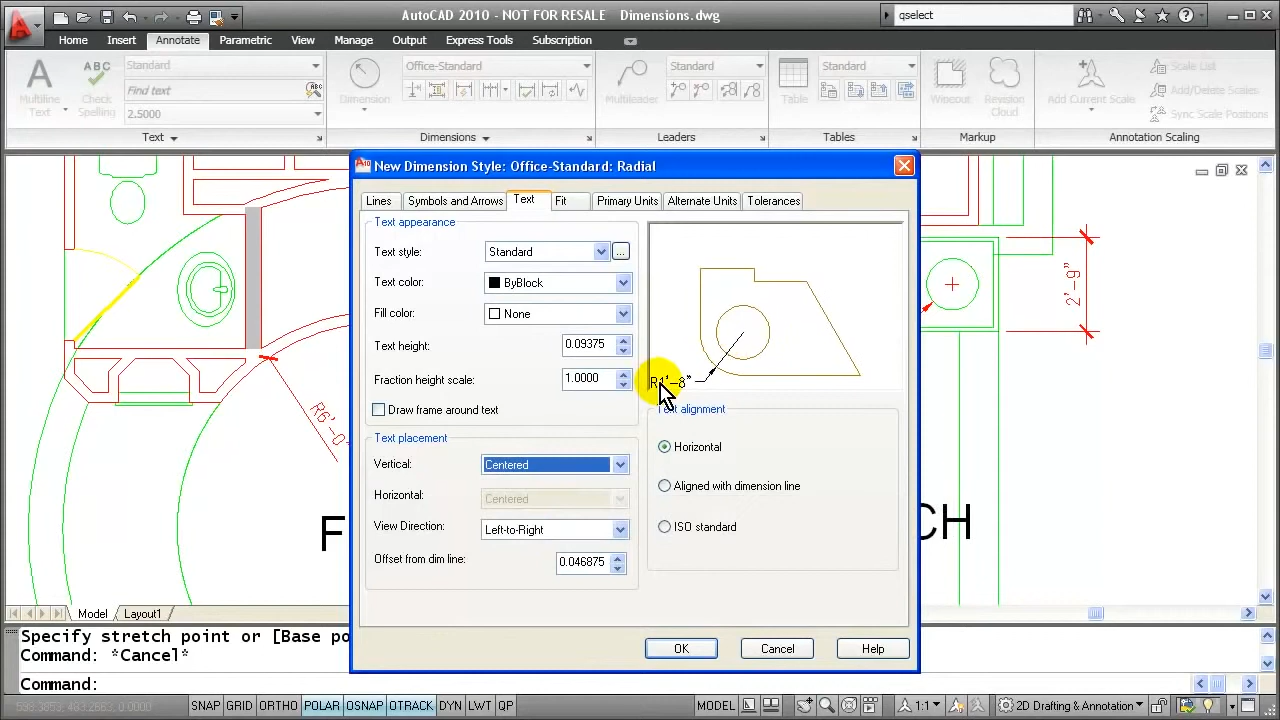 AutoCAD 2010 - NOT FOR RESALE Dimensions.dwg
qselect
Home Insert Annotate Parametric View Manage Output Express Tools Subscription
Multiline Text
ABC
Check Spelling
Standard
Find text
ABC
2.5000
Dimension
Office-Standard
Multileader
Standard
Table
Standard
Wipeout
Revision Cloud
Add Current Scale
Scale List
Add/Delete Scales
Sync Scale Positions
Text Dimensions Leaders Tables Markup Annotation Scaling
New Dimension Style: Office-Standard: Radial
Lines Symbols and Arrows Text Fit Primary Units Alternate Units Tolerances
Text appearance
Text style: Standard ...
Text color: ByBlock
Fill color: None
Text height: 0.09375
Fraction height scale: 1.0000
Draw frame around text
Text placement
Vertical: Centered
Horizontal: Centered
View Direction: Left-to-Right
Offset from dim line: 0.046875
R1'-8"
Text alignment
Horizontal
Aligned with dimension line
ISO standard
OK Cancel Help
R6'-0
2'-9"
F
CH
Model Layout1
Specify stretch point or [Base po
Command: *Cancel*
Command:
SNAP GRID ORTHO POLAR OSNAP OTRACK DYN LWT QP
MODEL 1:1 2D Drafting & Annotation